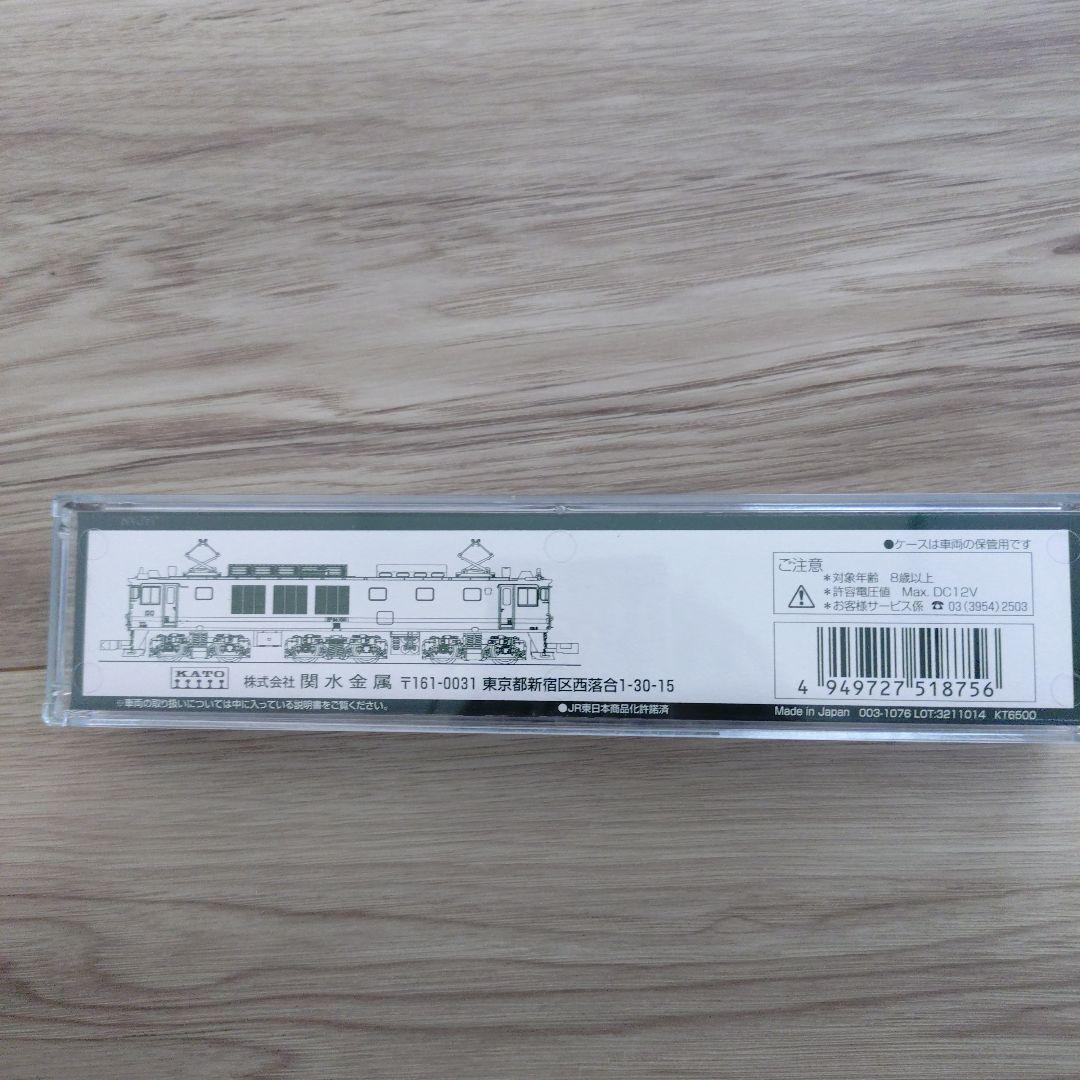 ●ケースは車両の保管用です
ご注意
＊対象年齢 8歳以上
＊許容電圧値 Max. DC12V
＊お客様サービス係 ☎ 03(3954)2503
KATO
株式会社 関水金属 〒161-0031 東京都新宿区西落合1-30-15
4 949727 518756
※車両の取り扱いについては中に入っている説明書をご覧ください。
●JR東日本商品化許諾済
Made in Japan 003-1076 LOT:3211014 KT6500